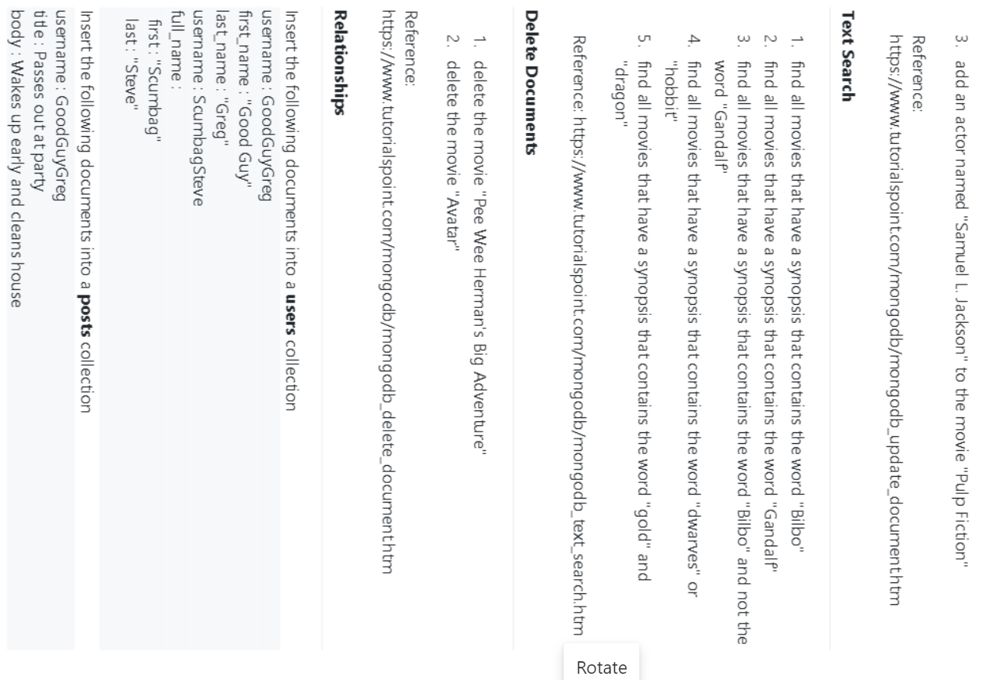 3. add an actor named "Samuel L. Jackson" to the movie "Pulp Fiction"
Reference:
https://www.tutorialspoint.com/mongodb/mongodb_update_document.htm
Text Search
1. find all movies that have a synopsis that contains the word "Bilbo"
2. find all movies that have a synopsis that contains the word "Gandalf"
3. find all movies that have a synopsis that contains the word "Bilbo" and not the
word "Gandalf"
4. find all movies that have a synopsis that contains the word "dwarves" or
"hobbit"
5. find all movies that have a synopsis that contains the word "gold" and
"dragon"
Reference: https://www.tutorialspoint.com/mongodb/mongodb_text_search.htm
Delete Documents
1. delete the movie "Pee Wee Herman's Big Adventure"
2. delete the movie "Avatar"
Reference:
https://www.tutorialspoint.com/mongodb/mongodb_delete_document.htm
Relationships
Insert the following documents into a users collection
username : GoodGuyGreg
first_name : "Good Guy"
last_name : "Greg"
username : ScumbagSteve
full_name :
first : "Scumbag"
last : "Steve"
Insert the following documents into a posts collection
username : GoodGuyGreg
title : Passes out at party
body : Wakes up early and cleans house
Rotate